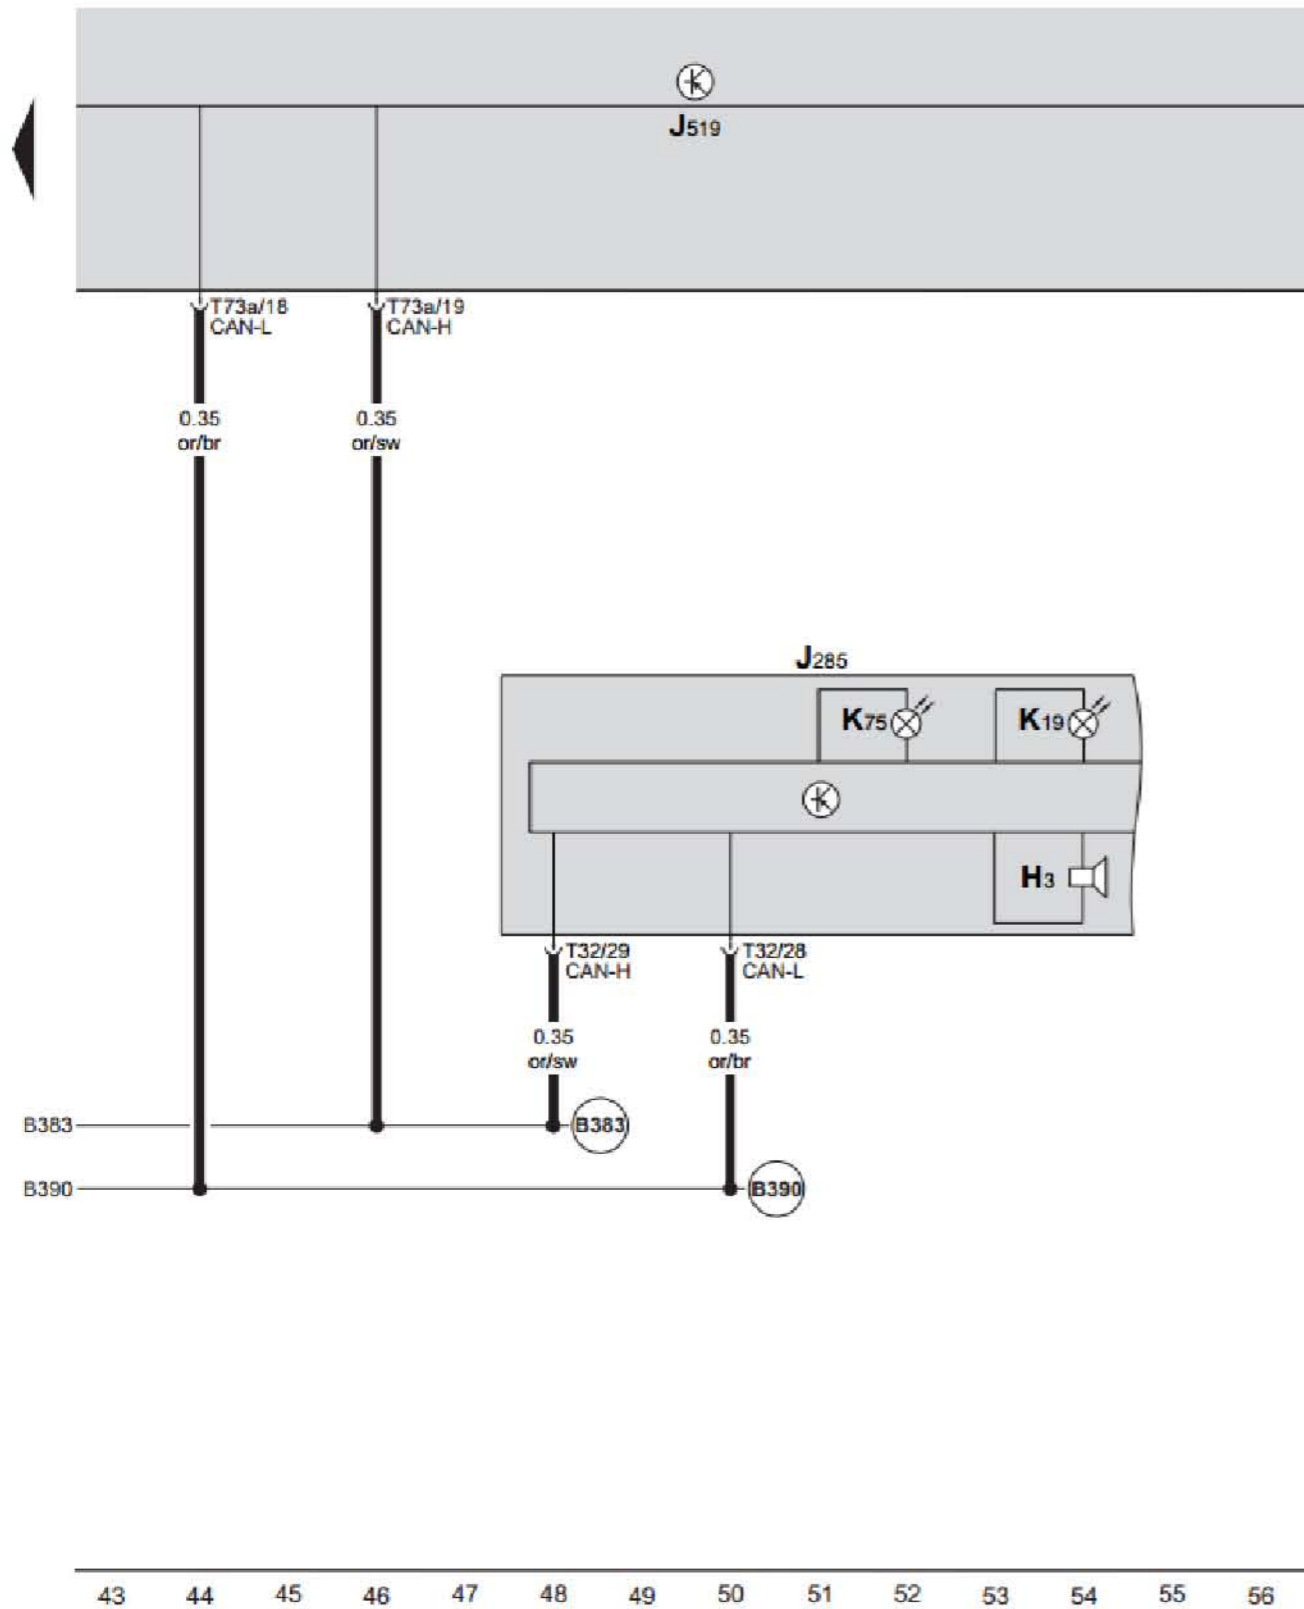 J519
T73a/18
CAN-L
T73a/19
CAN-H
0.35
or/br
0.35
or/sw
J285
K75
K19
H3
T32/29
CAN-H
T32/28
CAN-L
0.35
or/sw
0.35
or/br
B383
B383
B390
B390
43 44 45 46 47 48 49 50 51 52 53 54 55 56